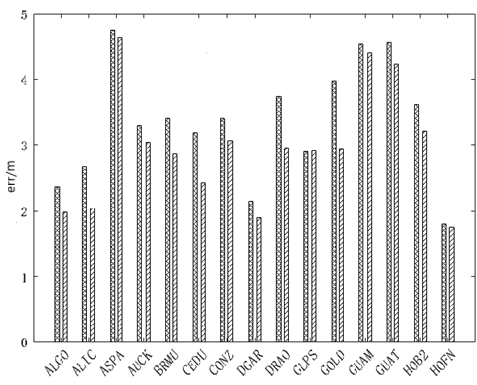 5
4
3
2
1
0
err/m
ALGO
ALIC
ASPA
AUCK
BRMU
CEDU
CONZ
DGAR
DRAO
GLPS
GOLD
GUAM
GUAT
HOB2
HOFN